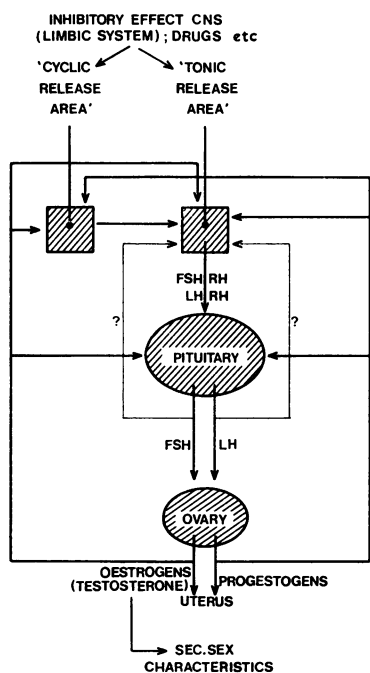 INHIBITORY EFFECT CNS
(LIMBIC SYSTEM) ; DRUGS etc
'CYCLIC
RELEASE
AREA'
'TONIC
RELEASE
AREA'
FSH RH
LH RH
?
?
PITUITARY
FSH LH
OVARY
OESTROGENS
(TESTOSTERONE)
PROGESTOGENS
UTERUS
SEC.SEX
CHARACTERISTICS